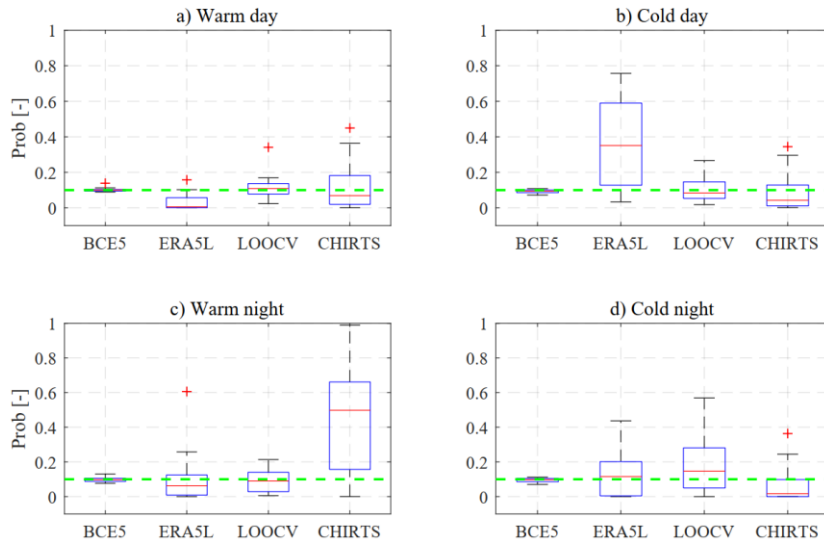 a) Warm day
b) Cold day
1
0.8
0.6
0.4
0.2
0
Prob [-]
BCE5 ERA5L LOOCV CHIRTS
1
0.8
0.6
0.4
0.2
0
BCE5 ERA5L LOOCV CHIRTS
c) Warm night
d) Cold night
1
0.8
0.6
0.4
0.2
0
Prob [-]
BCE5 ERA5L LOOCV CHIRTS
1
0.8
0.6
0.4
0.2
0
BCE5 ERA5L LOOCV CHIRTS